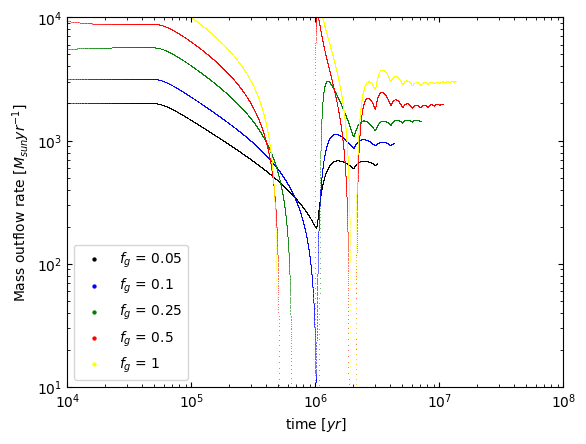 10^4
10^3
10^2
10^1
Mass outflow rate [M_{sun}yr^{-1}]
f_g = 0.05
f_g = 0.1
f_g = 0.25
f_g = 0.5
f_g = 1
10^4 10^5 10^6 10^7 10^8
time [yr]